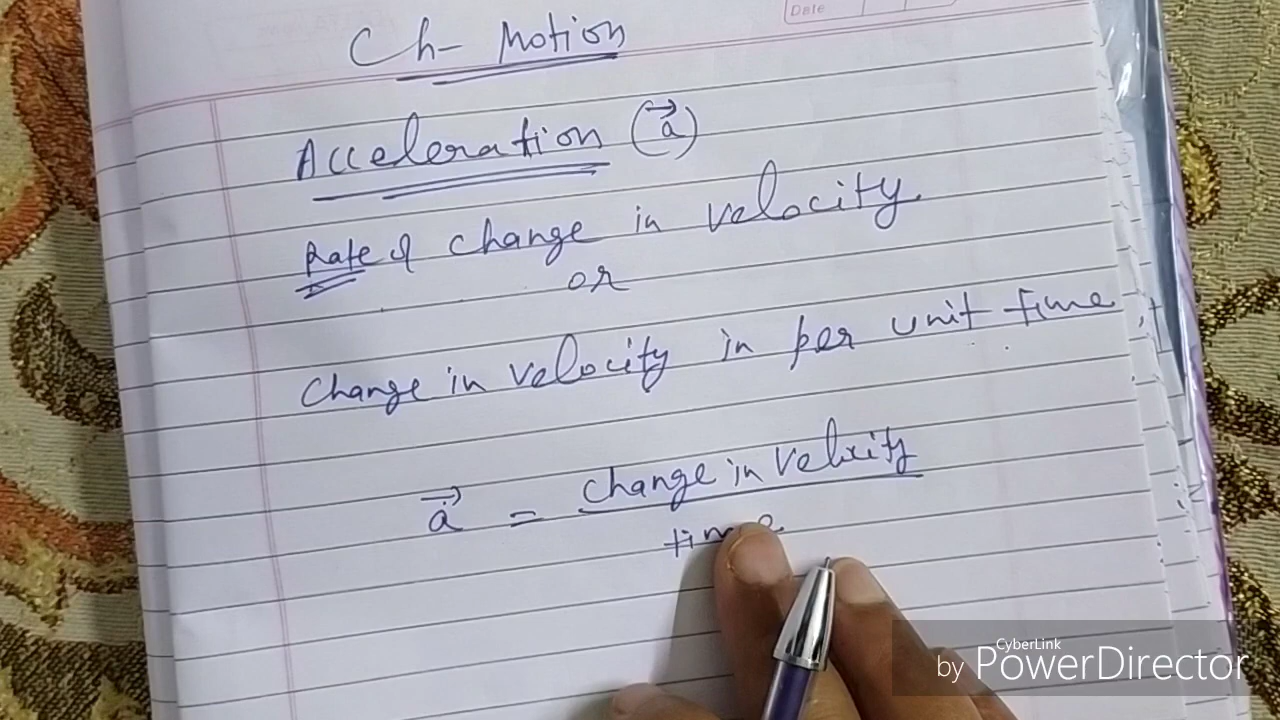 Date
Ch- Motion
Acceleration (a⃗)
Rate of change in velocity.
or
Change in velocity in per unit time
a⃗ = change in velocity
time
CyberLink
by PowerDirector